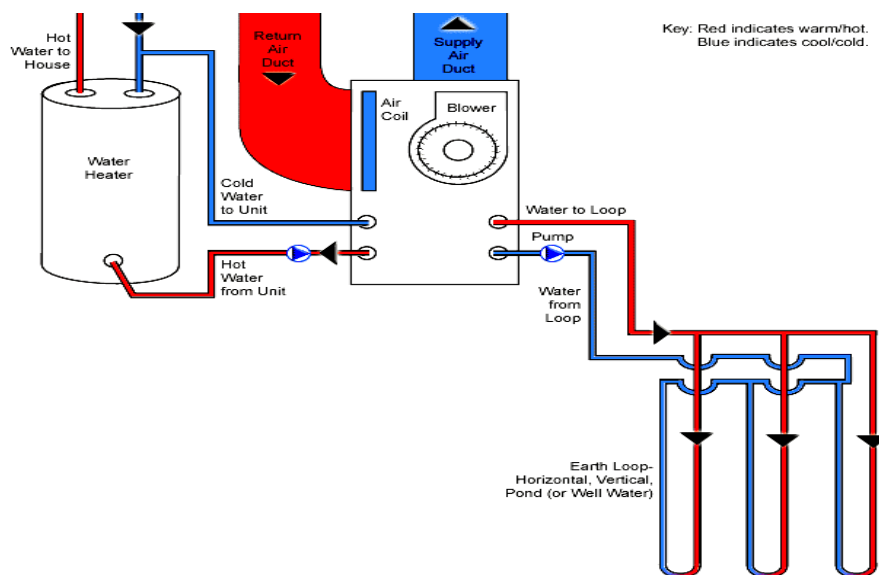 Hot
Water to
House
Return
Air
Duct
Supply
Air
Duct
Key: Red indicates warm/hot.
Blue indicates cool/cold.
Air
Coil
Blower
Water
Heater
Cold
Water
to Unit
Water to Loop
Pump
Hot
Water
from Unit
Water
from
Loop
Earth Loop-
Horizontal, Vertical,
Pond (or Well Water)